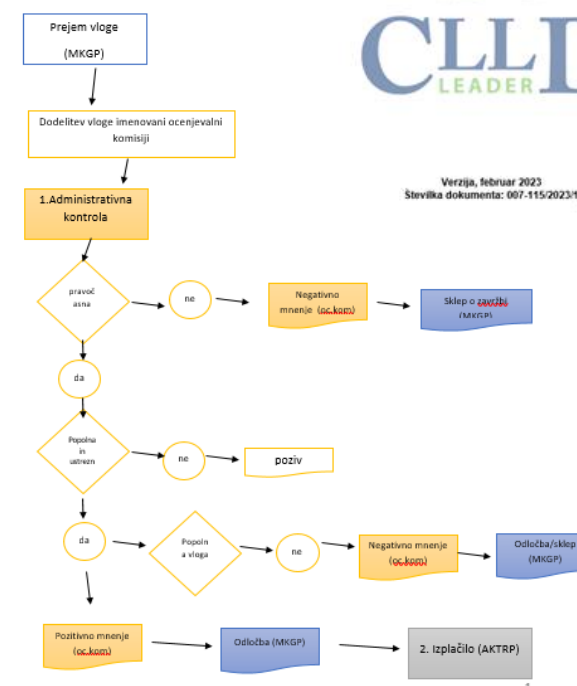 Prejem vloge
(MKGP)
CLL
LEADER
Dodelitev vloge imenovani ocenjevalni
komisiji
Verzija, februar 2023
Številka dokumenta: 007-115/2023/1
1.Administrativna
kontrola
pravoč
asna
ne
Negativno
mnenje (oc.kom)
Sklep o zavržbi
(MKGP)
da
Popolna
in
ustrezn
ne
poziv
da
Popoln
a vloga
ne
Negativno mnenje
(oc.kom)
Odločba/sklep
(MKGP)
Pozitivno mnenje
(oc.kom)
Odločba (MKGP)
2. Izplačilo (AKTRP)